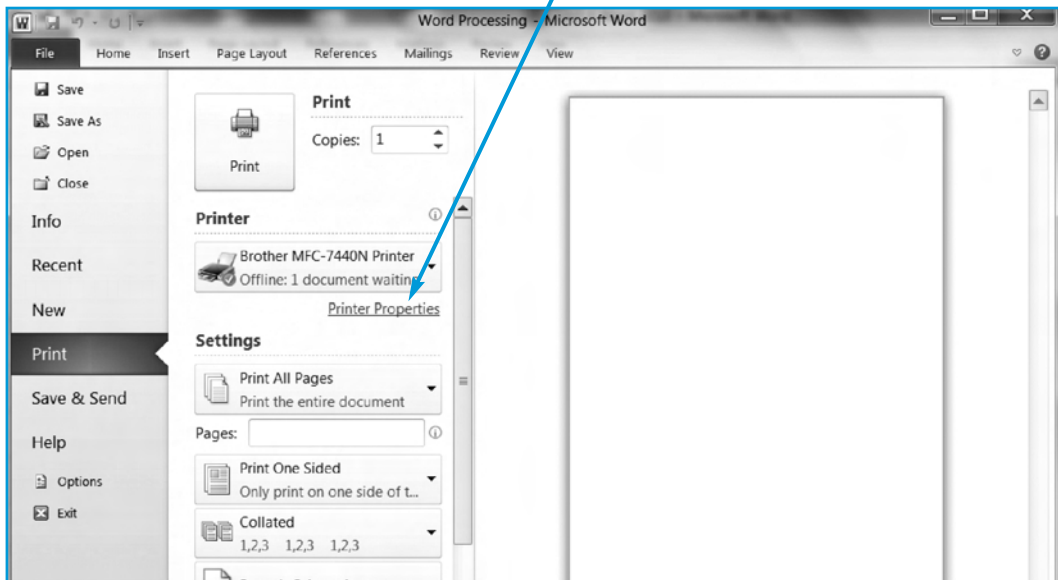 Word Processing - Microsoft Word
File Home Insert Page Layout References Mailings Review View
Save
Save As
Open
Close
Info
Recent
New
Print
Save & Send
Help
Options
Exit
Print
Print
Copies: 1
Printer
Brother MFC-7440N Printer
Offline: 1 document waiting
Printer Properties
Settings
Print All Pages
Print the entire document
Pages:
Print One Sided
Only print on one side of t...
Collated
1,2,3 1,2,3 1,2,3